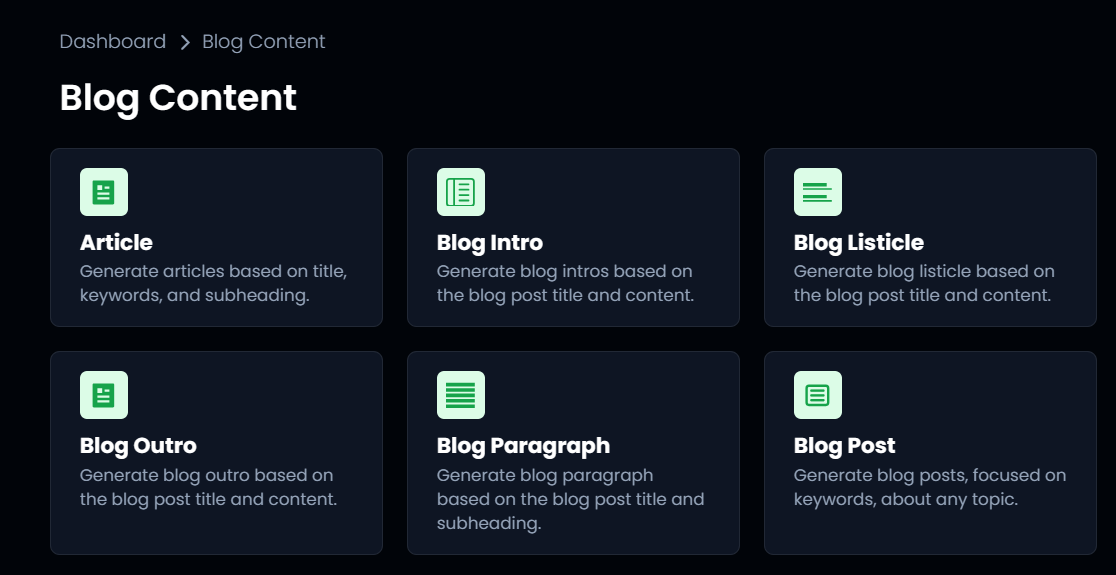 Dashboard > Blog Content
Blog Content
Article
Generate articles based on title,
keywords, and subheading.
Blog Intro
Generate blog intros based on
the blog post title and content.
Blog Listicle
Generate blog listicle based on
the blog post title and content.
Blog Outro
Generate blog outro based on
the blog post title and content.
Blog Paragraph
Generate blog paragraph
based on the blog post title and
subheading.
Blog Post
Generate blog posts, focused on
keywords, about any topic.